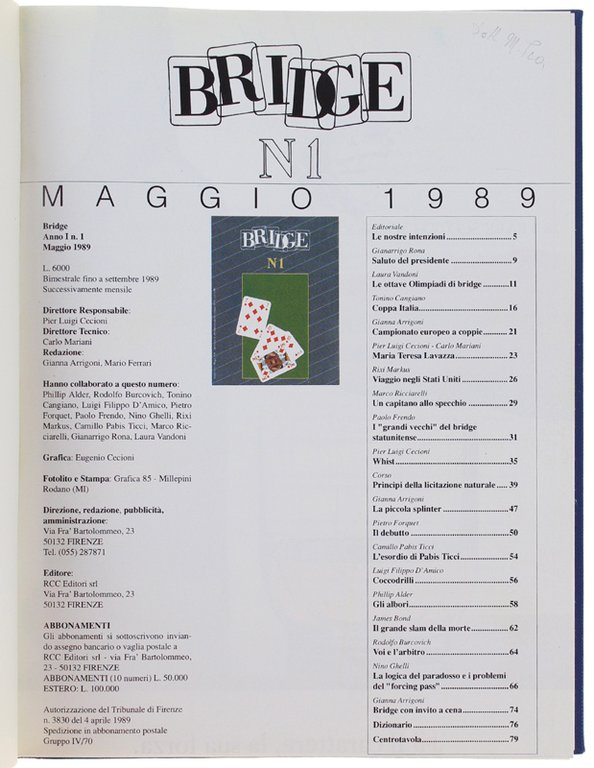 BRIDGE
N1
MAGGIO 1989
Bridge
Anno I n. 1
Maggio 1989
L. 6000
Bimestrale fino a settembre 1989
Successivamente mensile
Direttore Responsabile:
Pier Luigi Cecioni
Direttore Tecnico:
Carlo Mariani
Redazione:
Gianna Arrigoni, Mario Ferrari
Hanno collaborato a questo numero:
Phillip Alder, Rodolfo Burcovich, Tonino
Cangiano, Luigi Filippo D'Amico, Pietro
Forquet, Paolo Frendo, Nino Ghelli, Rixi
Markus, Camillo Pabis Ticci, Marco Ric-
ciarelli, Gianarrigo Rona, Laura Vandoni
Grafica: Eugenio Cecioni
Fotolito e Stampa: Grafica 85 - Millepini
Rodano (MI)
Direzione, redazione, pubblicità,
amministrazione:
Via Fra' Bartolommeo, 23
50132 FIRENZE
Tel. (055) 287871
Editore:
RCC Editori srl
Via Fra' Bartolommeo, 23
50132 FIRENZE
ABBONAMENTI
Gli abbonamenti si sottoscrivono invian-
do assegno bancario o vaglia postale a
RCC Editori srl - via Fra' Bartolommeo,
23 - 50132 FIRENZE
ABBONAMENTI (10 numeri) L. 50.000
ESTERO: L. 100.000
Autorizzazione del Tribunale di Firenze
n. 3830 del 4 aprile 1989
Spedizione in abbonamento postale
Gruppo IV/70
BRIDGE
N1
Editoriale
Le nostre intenzioni 5
Gianarrigo Rona
Saluto del presidente 9
Laura Vandoni
Le ottave Olimpiadi di bridge 11
Tonino Cangiano
Coppa Italia 16
Gianna Arrigoni
Campionato europeo a coppie 21
Pier Luigi Cecioni - Carlo Mariani
Maria Teresa Lavazza 23
Rixi Markus
Viaggio negli Stati Uniti 26
Marco Ricciarelli
Un capitano allo specchio 29
Paolo Frendo
I "grandi vecchi" del bridge
statunitense 31
Pier Luigi Cecioni
Whist 35
Corso
Principi della licitazione naturale 39
Gianna Arrigoni
La piccola splinter 47
Pietro Forquet
Il debutto 50
Camillo Pabis Ticci
L'esordio di Pabis Ticci 54
Luigi Filippo D'Amico
Coccodrilli 56
Phillip Alder
Gli albori 58
James Bond
Il grande slam della morte 62
Rodolfo Burcovich
Voi e l'arbitro 64
Nino Ghelli
La logica del paradosso e i problemi
del "forcing pass" 66
Gianna Arrigoni
Bridge con invito a cena 74
Dizionario 76
Centrotavola 79